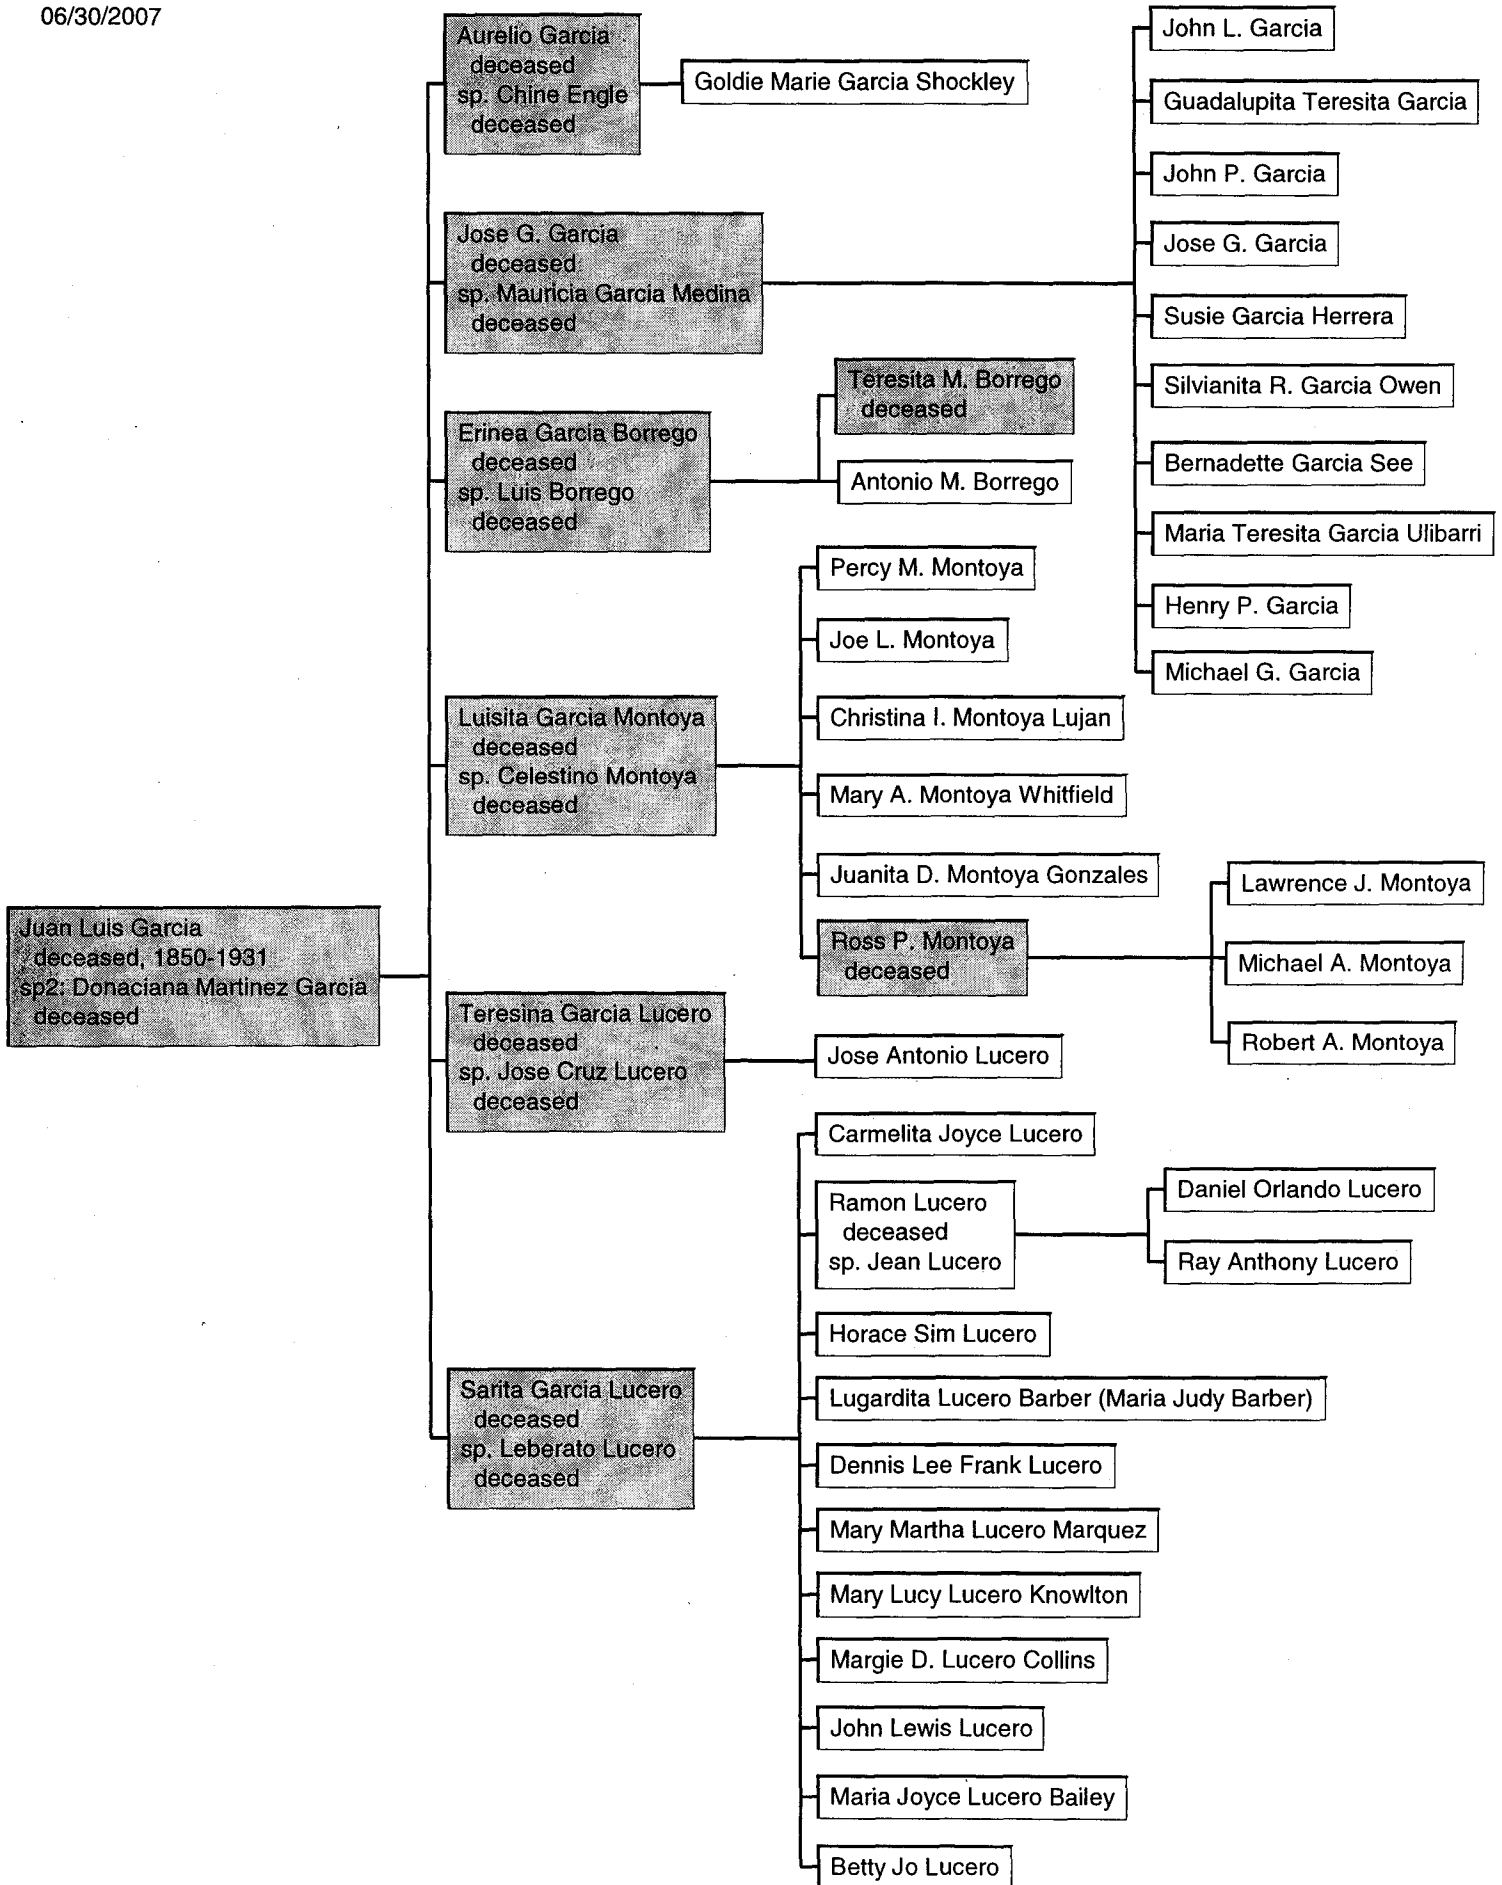 06/30/2007
Aurelio Garcia
deceased
sp. Chine Engle
deceased
Goldie Marie Garcia Shockley
John L. Garcia
Guadalupita Teresita Garcia
John P. Garcia
Jose G. Garcia
Susie Garcia Herrera
Silvianita R. Garcia Owen
Bernadette Garcia See
Maria Teresita Garcia Ulibarri
Henry P. Garcia
Michael G. Garcia
Jose G. Garcia
deceased
sp. Mauricia Garcia Medina
deceased
Erinea Garcia Borrego
deceased
sp. Luis Borrego
deceased
Teresita M. Borrego
deceased
Antonio M. Borrego
Luisita Garcia Montoya
deceased
sp. Celestino Montoya
deceased
Percy M. Montoya
Joe L. Montoya
Christina I. Montoya Lujan
Mary A. Montoya Whitfield
Juanita D. Montoya Gonzales
Ross P. Montoya
deceased
Lawrence J. Montoya
Michael A. Montoya
Robert A. Montoya
Juan Luis Garcia
deceased, 1850-1931
sp2: Donaciana Martinez Garcia
deceased
Teresina Garcia Lucero
deceased
sp. Jose Cruz Lucero
deceased
Jose Antonio Lucero
Sarita Garcia Lucero
deceased
sp. Leberato Lucero
deceased
Carmelita Joyce Lucero
Ramon Lucero
deceased
sp. Jean Lucero
Daniel Orlando Lucero
Ray Anthony Lucero
Horace Sim Lucero
Lugardita Lucero Barber (Maria Judy Barber)
Dennis Lee Frank Lucero
Mary Martha Lucero Marquez
Mary Lucy Lucero Knowlton
Margie D. Lucero Collins
John Lewis Lucero
Maria Joyce Lucero Bailey
Betty Jo Lucero